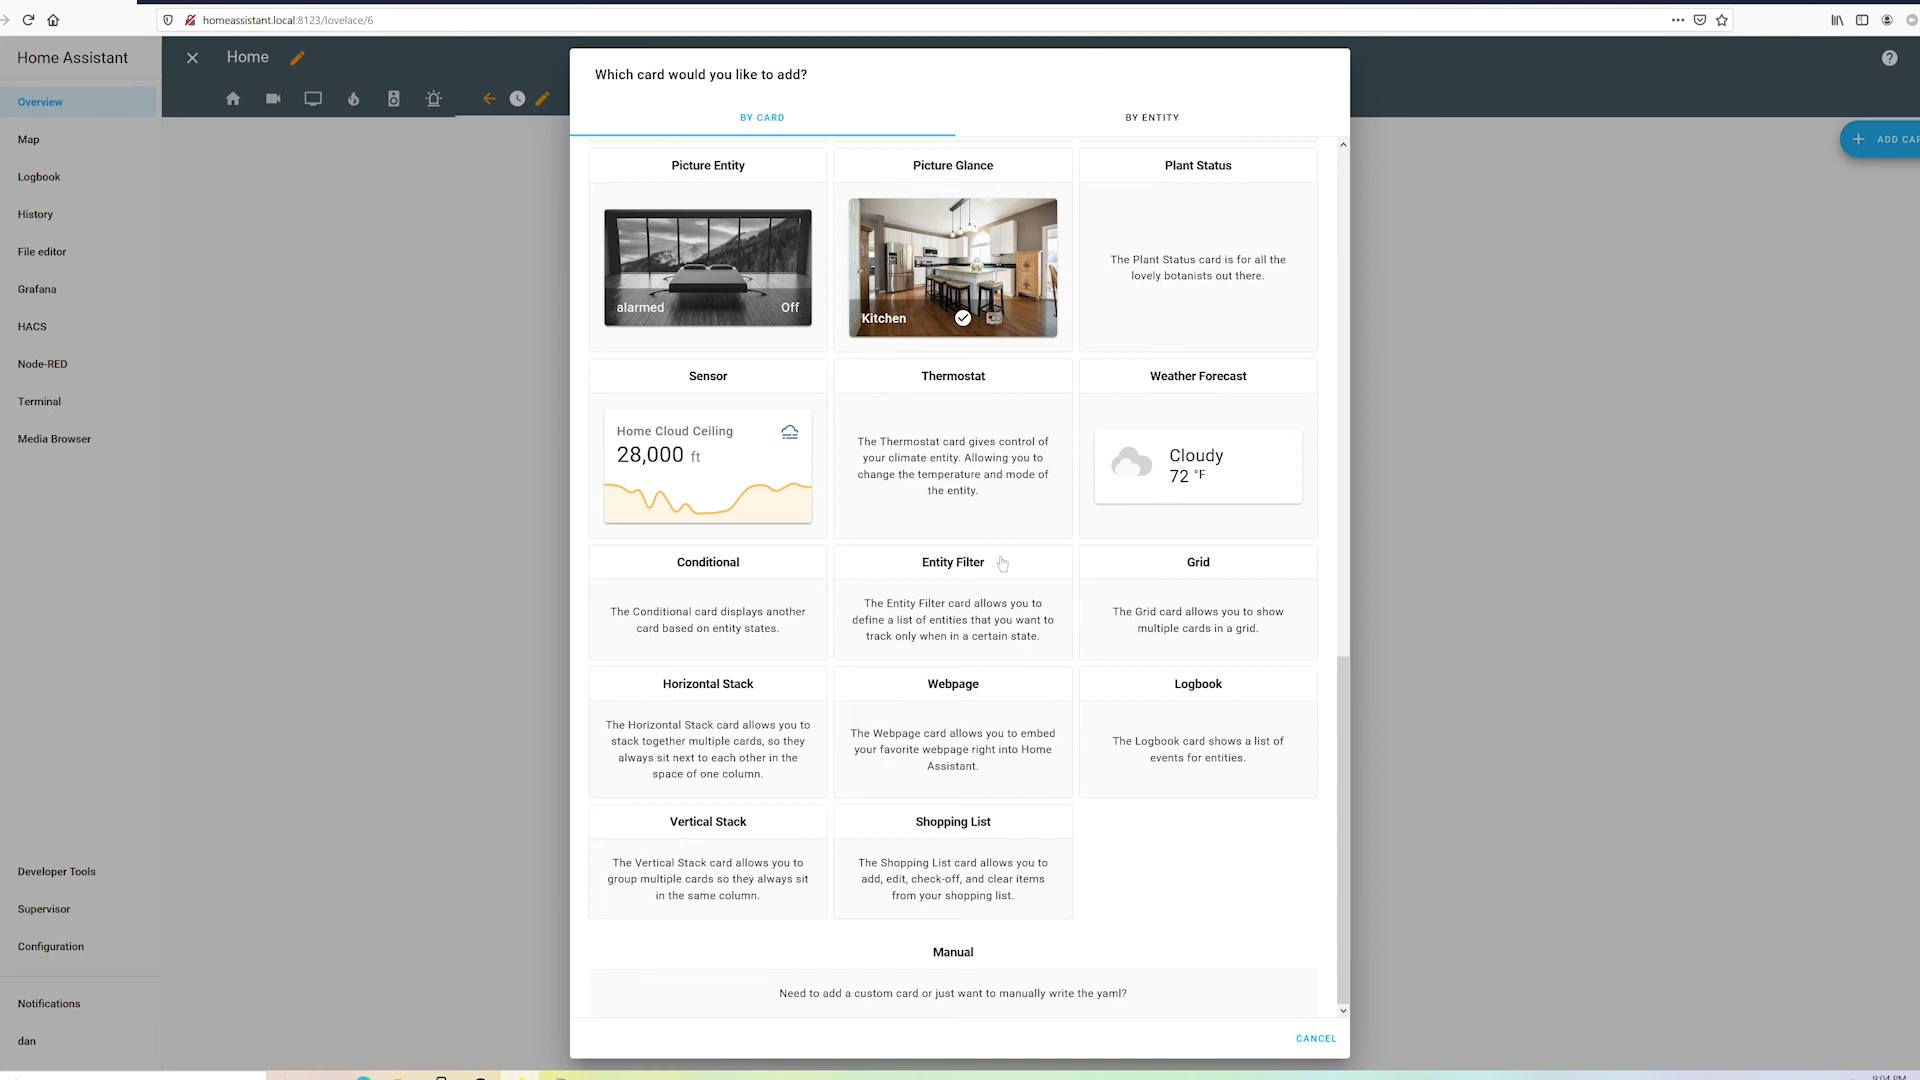 homeassistant.local:8123/lovelace/6
Home Assistant
Home
Overview
Map
Logbook
History
File editor
Grafana
HACS
Node-RED
Terminal
Media Browser
Developer Tools
Supervisor
Configuration
Notifications
dan
ADD CAR
Which card would you like to add?
BY CARD
BY ENTITY
Picture Entity
alarmed
Off
Picture Glance
Kitchen
Plant Status
The Plant Status card is for all the
lovely botanists out there.
Sensor
Home Cloud Ceiling
28,000 ft
Thermostat
The Thermostat card gives control of
your climate entity. Allowing you to
change the temperature and mode of
the entity.
Weather Forecast
Cloudy
72 °F
Conditional
The Conditional card displays another
card based on entity states.
Entity Filter
The Entity Filter card allows you to
define a list of entities that you want to
track only when in a certain state.
Grid
The Grid card allows you to show
multiple cards in a grid.
Horizontal Stack
The Horizontal Stack card allows you to
stack together multiple cards, so they
always sit next to each other in the
space of one column.
Webpage
The Webpage card allows you to embed
your favorite webpage right into Home
Assistant.
Logbook
The Logbook card shows a list of
events for entities.
Vertical Stack
The Vertical Stack card allows you to
group multiple cards so they always sit
in the same column.
Shopping List
The Shopping List card allows you to
add, edit, check-off, and clear items
from your shopping list.
Manual
Need to add a custom card or just want to manually write the yaml?
CANCEL
9:04 PM